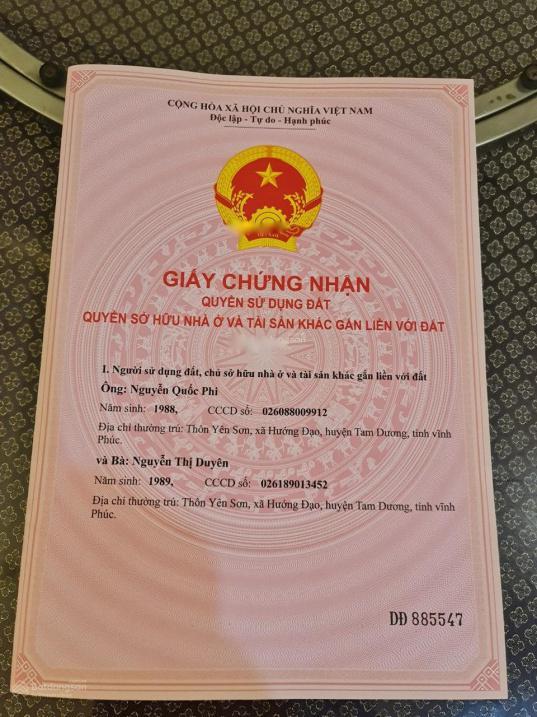 CỘNG HÒA XÃ HỘI CHỦ NGHĨA VIỆT NAM
Độc lập - Tự do - Hạnh phúc
VIỆT NAM
GIẤY CHỨNG NHẬN
QUYỀN SỬ DỤNG ĐẤT
QUYỀN SỞ HỮU NHÀ Ở VÀ TÀI SẢN KHÁC GẮN LIỀN VỚI ĐẤT
I. Người sử dụng đất, chủ sở hữu nhà ở và tài sản khác gắn liền với đất
Ông: Nguyễn Quốc Phi
Năm sinh: 1988, CCCD số: 026088009912
Địa chỉ thường trú: Thôn Yên Sơn, xã Hướng Đạo, huyện Tam Dương, tỉnh vĩnh
Phúc.
và Bà: Nguyễn Thị Duyên
Năm sinh: 1989, CCCD số: 026189013452
Địa chỉ thường trú: Thôn Yên Sơn, xã Hướng Đạo, huyện Tam Dương, tỉnh vĩnh
Phúc.
DĐ 885547
Batdongsan